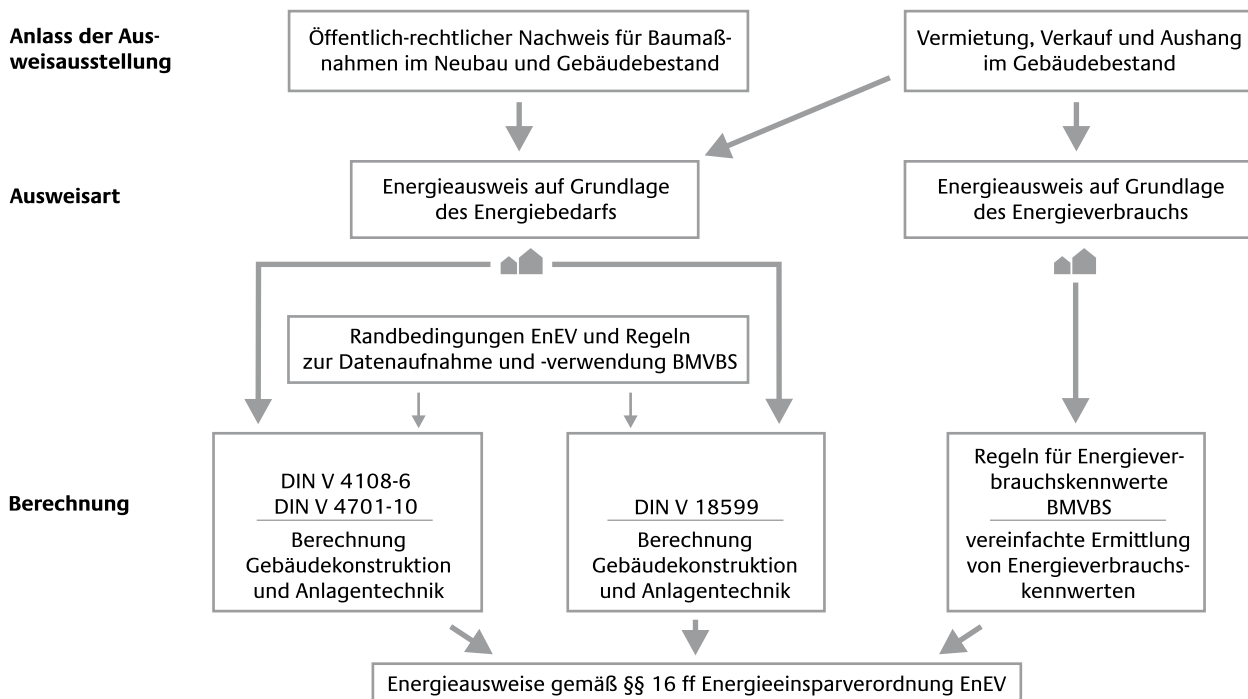 Anlass der Aus-
weisausstellung
Öffentlich-rechtlicher Nachweis für Baumaß-
nahmen im Neubau und Gebäudebestand
Vermietung, Verkauf und Aushang
im Gebäudebestand
Ausweisart
Energieausweis auf Grundlage
des Energiebedarfs
Energieausweis auf Grundlage
des Energieverbrauchs
Randbedingungen EnEV und Regeln
zur Datenaufnahme und -verwendung BMVBS
Berechnung
DIN V 4108-6
DIN V 4701-10
Berechnung
Gebäudekonstruktion
und Anlagentechnik
DIN V 18599
Berechnung
Gebäudekonstruktion
und Anlagentechnik
Regeln für Energiever-
brauchskennwerte
BMVBS
vereinfachte Ermittlung
von Energieverbrauchs-
kennwerten
Energieausweise gemäß §§ 16 ff Energieeinsparverordnung EnEV